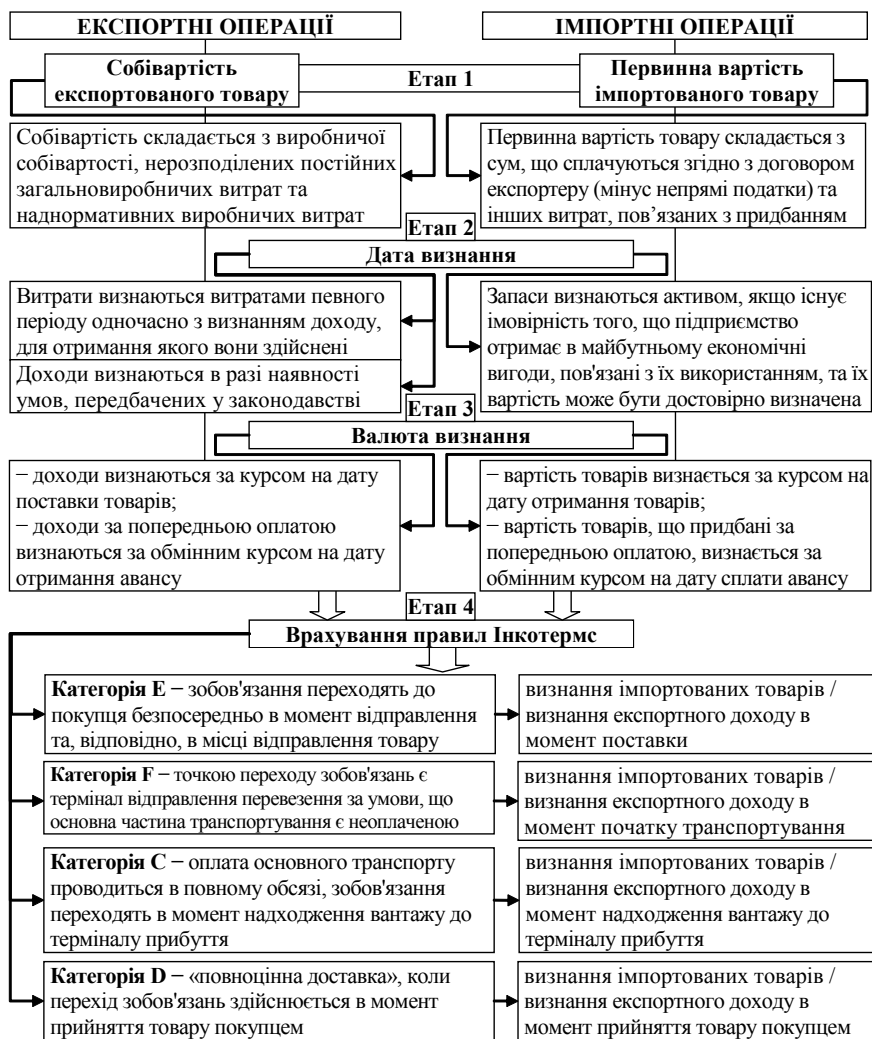 ЕКСПОРТНІ ОПЕРАЦІЇ
ІМПОРТНІ ОПЕРАЦІЇ
Собівартість
експортованого товару
Етап 1
Первинна вартість
імпортованого товару
Собівартість складається з виробничої
собівартості, нерозподілених постійних
загальновиробничих витрат та
наднормативних виробничих витрат
Первинна вартість товару складається з
сум, що сплачуються згідно з договором
експортеру (мінус непрямі податки) та
інших витрат, пов’язаних з придбанням
Етап 2
Дата визнання
Витрати визнаються витратами певного
періоду одночасно з визнанням доходу,
для отримання якого вони здійснені
Доходи визнаються в разі наявності
умов, передбачених у законодавстві
Запаси визнаються активом, якщо існує
імовірність того, що підприємство
отримає в майбутньому економічні
вигоди, пов'язані з їх використанням, та їх
вартість може бути достовірно визначена
Етап 3
Валюта визнання
− доходи визнаються за курсом на дату
поставки товарів;
− доходи за попередньою оплатою
визнаються за обмінним курсом на дату
отримання авансу
− вартість товарів визнається за курсом на
дату отримання товарів;
− вартість товарів, що придбані за
попередньою оплатою, визнається за
обмінним курсом на дату сплати авансу
Етап 4
Врахування правил Інкотермс
Категорія E − зобов'язання переходять до
покупця безпосередньо в момент відправлення
та, відповідно, в місці відправлення товару
визнання імпортованих товарів /
визнання експортного доходу в
момент поставки
Категорія F − точкою переходу зобов'язань є
термінал відправлення перевезення за умови, що
основна частина транспортування є неоплаченою
визнання імпортованих товарів /
визнання експортного доходу в
момент початку транспортування
Категорія C − оплата основного транспорту
проводиться в повному обсязі, зобов'язання
переходять в момент надходження вантажу до
терміналу прибуття
визнання імпортованих товарів /
визнання експортного доходу в
момент надходження вантажу до
терміналу прибуття
Категорія D − «повноцінна доставка», коли
перехід зобов'язань здійснюється в момент
прийняття товару покупцем
визнання імпортованих товарів /
визнання експортного доходу в
момент прийняття товару покупцем